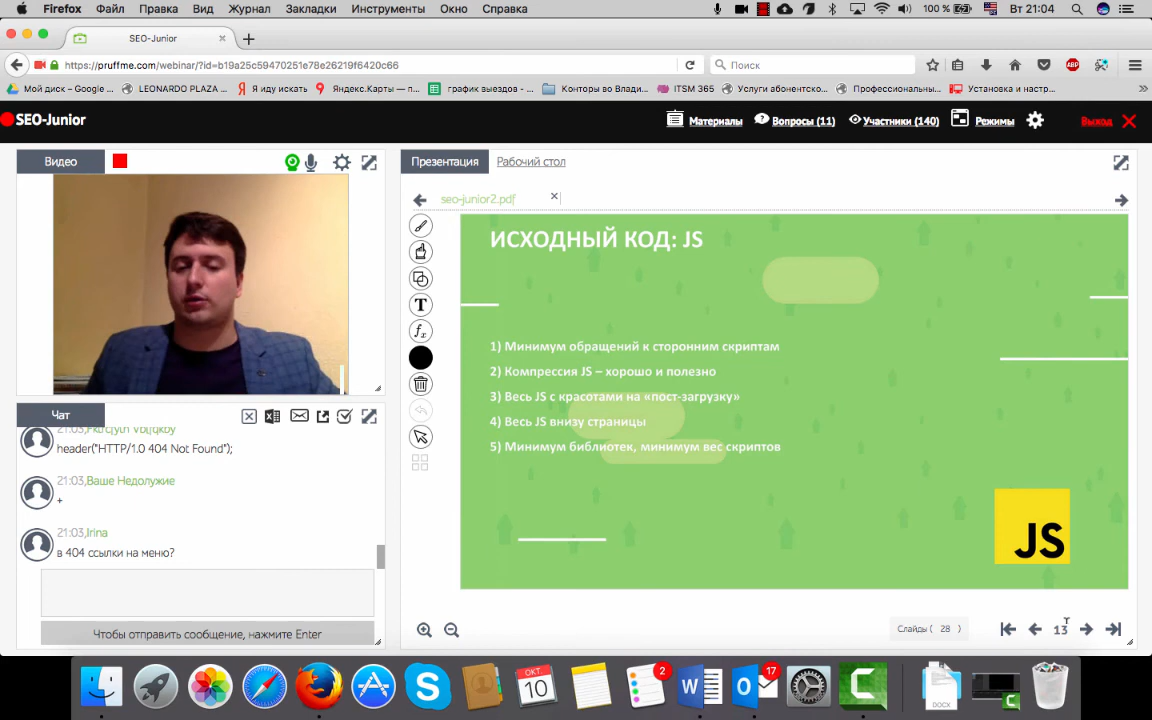 Firefox Файл Правка Вид Журнал Закладки Инструменты Окно Справка 100 % Вт 21:04
SEO-Junior
https://pruffme.com/webinar/?id=b19a25c59470251e78e26219f6420c66
Поиск
ABP
Мой диск – Google ... LEONARDO PLAZA ... Я иду искать Яндекс.Карты — п... график выездов - ... Конторы во Влади... ITSM 365 Услуги абонентско... Профессиональны... Установка и настр...
SEO-Junior Материалы Вопросы (11) Участники (140) Режимы Выход
Видео
Презентация Рабочий стол
seo-junior2.pdf
ИСХОДНЫЙ КОД: JS
1) Минимум обращений к сторонним скриптам
2) Компрессия JS – хорошо и полезно
3) Весь JS с красотами на «пост-загрузку»
4) Весь JS внизу страницы
5) Минимум библиотек, минимум вес скриптов
JS
Слайды ( 28 )
13
Чат
header("HTTP/1.0 404 Not Found");
21:03, Ваше Недолужие
+
21:03, Irina
в 404 ссылки на меню?
Чтобы отправить сообщение, нажмите Enter
ОКТ.
10
2
17
DOCX